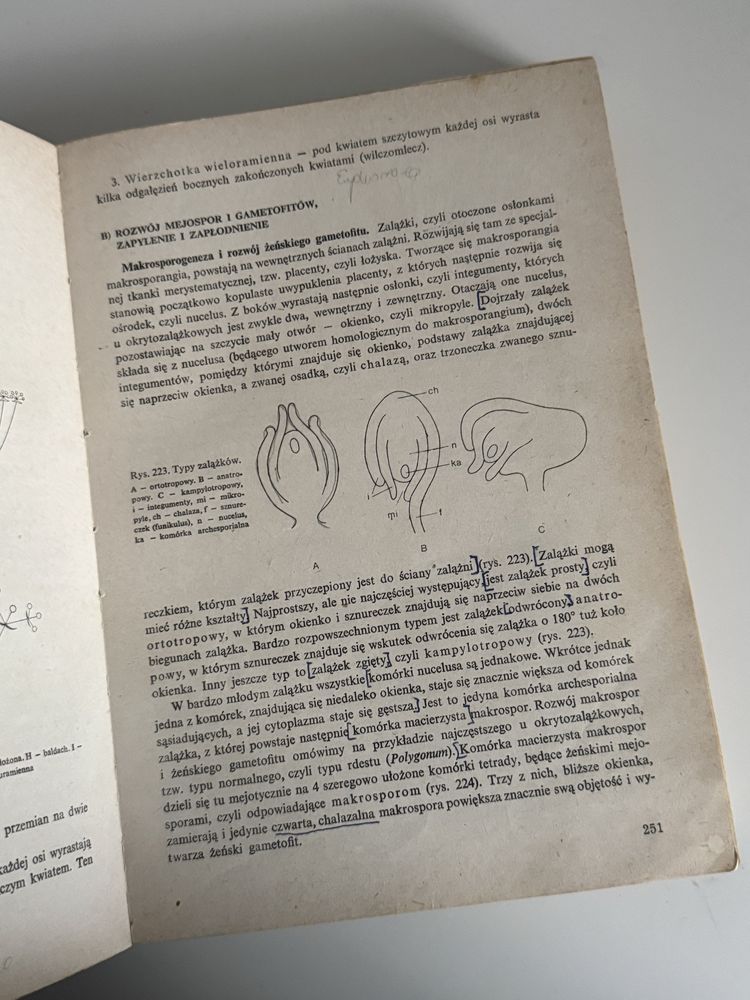 3. Wierzchotka wieloramienna — pod kwiatem szczytowym każdej osi wyrasta
kilka odgałęzień bocznych zakończonych kwiatami (wilczomlecz).
B) ROZWÓJ MEJOSPOR I GAMETOFITÓW,
ZAPYLENIE I ZAPŁODNIENIE
Makrosporogeneza i rozwój żeńskiego gametofitu. Zalążki, czyli otoczone osłonkami
makrosporangia, powstają na wewnętrznych ścianach zalążni. Rozwijają się tam ze specjal-
nej tkanki merystematycznej, tzw. placenty, czyli łożyska. Tworzące się makrosporangia
stanowią początkowo kopulaste uwypuklenia placenty, z których następnie rozwija się
ośrodek, czyli nucelus. Z boków wyrastają następnie osłonki, czyli integumenty, których
u okrytozalążkowych jest zwykle dwa, wewnętrzny i zewnętrzny. Otaczają one nucelus,
pozostawiając na szczycie mały otwór — okienko, czyli mikropyle. [Dojrzały zalążek
składa się z nucelusa (będącego utworem homologicznym do makrosporangium), dwóch
integumentów, pomiędzy którymi znajduje się okienko, podstawy zalążka znajdującej
się naprzeciw okienka, a zwanej osadką, czyli chalazą, oraz trzoneczka zwanego sznu-
ch
n
ka
i
mi
f
A
B
C
Rys. 223. Typy zalążków.
A — ortotropowy. B — anatro-
powy. C — kampylotropowy,
i — integumenty, mi — mikro-
pyle, ch — chalaza, f — sznure-
czek (funikulus), n — nucelus,
ka — komórka archesporialna
reczkiem, którym zalążek przyczepiony jest do ściany zalążni] (rys. 223). [Zalążki mogą
mieć różne kształty] Najprostszy, ale nie najczęściej występujący [jest zalążek prosty] czyli
ortotropowy, w którym okienko i sznureczek znajdują się naprzeciw siebie na dwóch
biegunach zalążka. Bardzo rozpowszechnionym typem jest zalążek [odwrócony] anatro-
powy, w którym sznureczek znajduje się wskutek odwrócenia się zalążka o 180° tuż koło
okienka. Inny jeszcze typ to [zalążek zgięty] czyli kampylotropowy (rys. 223).
W bardzo młodym zalążku wszystkie [komórki nucelusa są jednakowe. Wkrótce jednak
jedna z komórek, znajdująca się niedaleko okienka, staje się znacznie większa od komórek
sąsiadujących, a jej cytoplazma staje się gęstsza.] Jest to jedyna komórka archesporialna
zalążka, z której powstaje następnie [komórka macierzysta] makrospor. Rozwój makrospor
i żeńskiego gametofitu omówimy na przykładzie najczęstszego u okrytozalążkowych,
tzw. typu normalnego, czyli typu rdestu (Polygonum). [Komórka macierzysta makrospor
dzieli się tu mejotycznie na 4 szeregowo ułożone komórki tetrady, będące żeńskimi mejo-
sporami, czyli odpowiadające makrosporom (rys. 224). Trzy z nich, bliższe okienka,
zamierają i jedynie czwarta, chalazalna makrospora powiększa znacznie swą objętość i wy-
twarza żeński gametofit.
251
łożona. H — baldach. I —
uramienna
przemian na dwie
każdej osi wyrastają
czym kwiatem. Ten